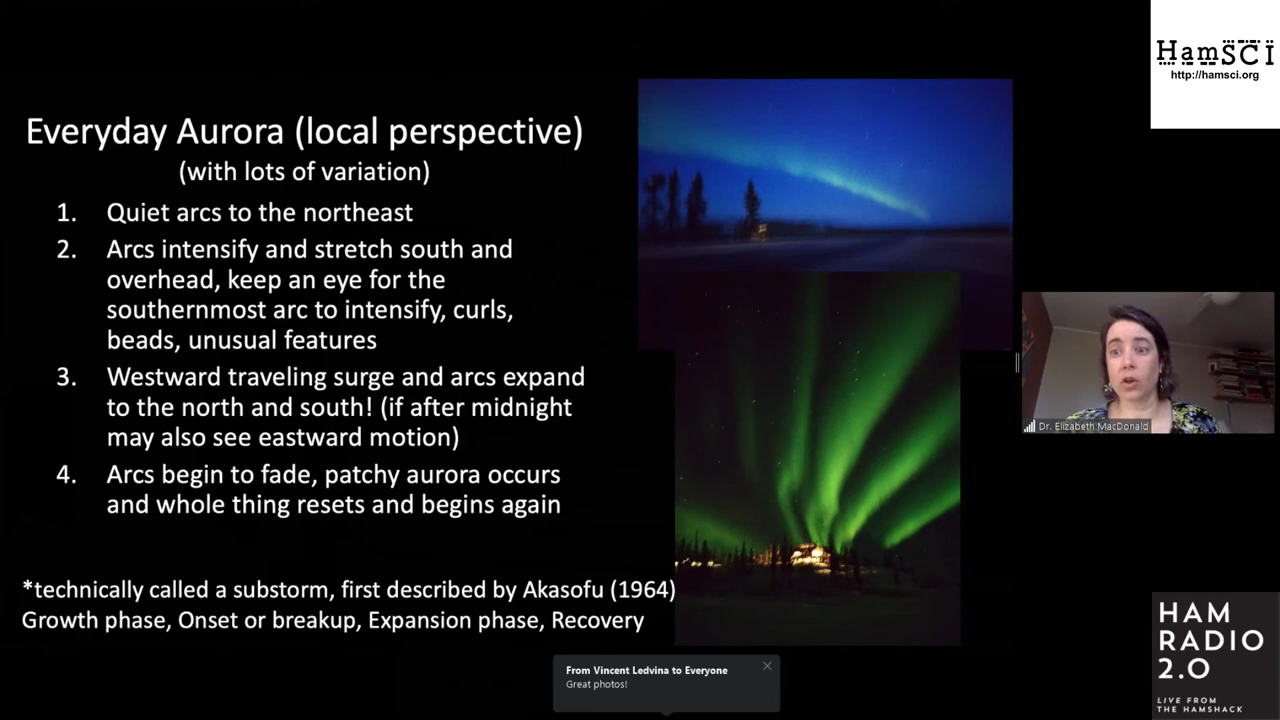 HamSCI
http://hamsci.org
Everyday Aurora (local perspective)
(with lots of variation)
1. Quiet arcs to the northeast
2. Arcs intensify and stretch south and
overhead, keep an eye for the
southernmost arc to intensify, curls,
beads, unusual features
3. Westward traveling surge and arcs expand
to the north and south! (if after midnight
may also see eastward motion)
4. Arcs begin to fade, patchy aurora occurs
and whole thing resets and begins again
*technically called a substorm, first described by Akasofu (1964)
Growth phase, Onset or breakup, Expansion phase, Recovery
Dr. Elizabeth MacDonald
From Vincent Ledvina to Everyone
Great photos!
HAM
RADIO
2.0
LIVE FROM
THE HAMSHACK